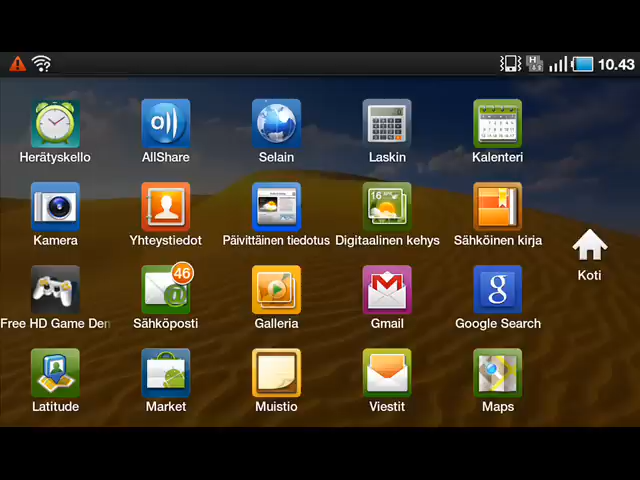 10.43
Herätyskello
AllShare
Selain
Laskin
Kalenteri
Kamera
Yhteystiedot
Päivittäinen tiedotus
Digitaalinen kehys
Sähköinen kirja
Koti
46
Free HD Game Den
Sähköposti
Galleria
Gmail
Google Search
Latitude
Market
Muistio
Viestit
Maps